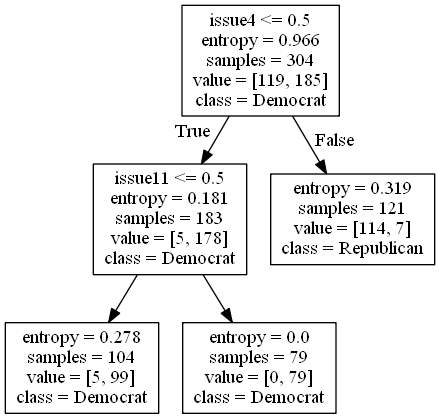 issue4 <= 0.5
entropy = 0.966
samples = 304
value = [119, 185]
class = Democrat
True
False
issue11 <= 0.5
entropy = 0.181
samples = 183
value = [5, 178]
class = Democrat
entropy = 0.319
samples = 121
value = [114, 7]
class = Republican
entropy = 0.278
samples = 104
value = [5, 99]
class = Democrat
entropy = 0.0
samples = 79
value = [0, 79]
class = Democrat